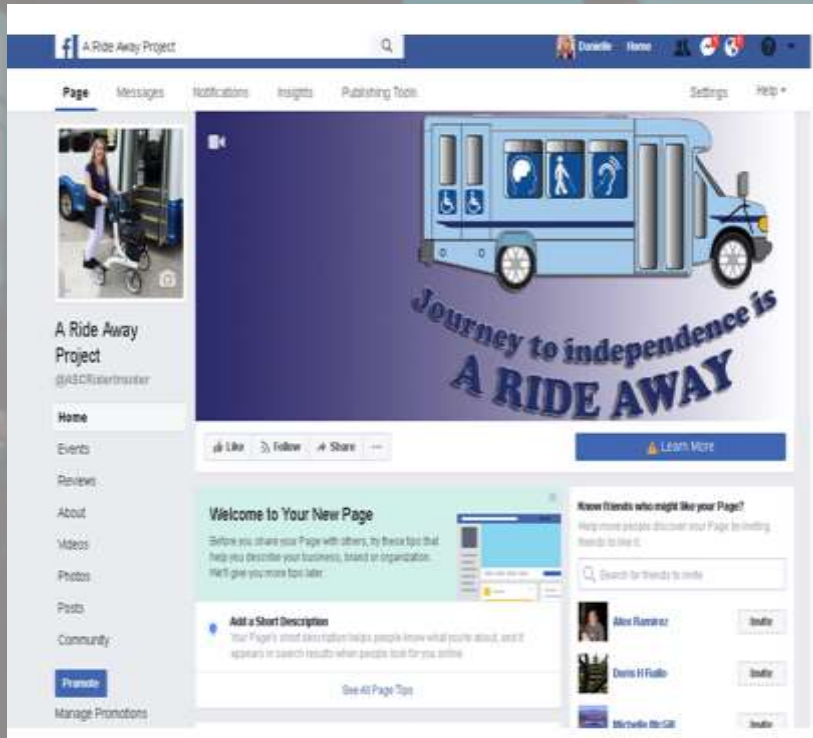 A Ride Away Project
Danielle Home
Page Messages Notifications Insights Publishing Tools Settings Help
Journey to independence is
A RIDE AWAY
A Ride Away
Project
Home
Events
Reviews
About
Videos
Photos
Posts
Community
Promote
Manage Promotions
Like Follow Share ...
Learn More
Welcome to Your New Page
Before you share your Page with others, try these tips that
help you describe your business, brand or organization.
We'll give you more tips later.
Add a Short Description
Your Page's short description helps people know what you're about, and it
appears in search results when people look for you online
See All Page Tips
Know friends who might like your Page?
Help more people discover your Page by inviting
friends to like it.
Search for friends to invite
Alex Ramirez Invite
Doris H Fiallo Invite
Michelle McGill Invite